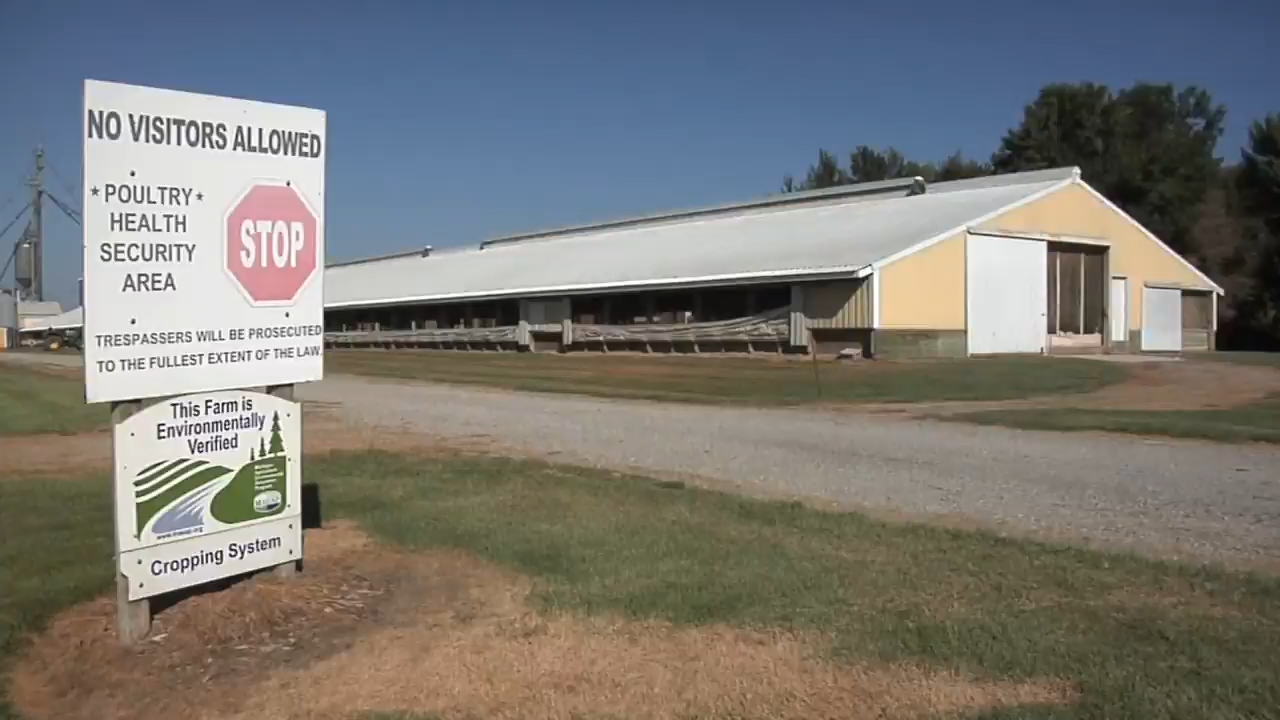 NO VISITORS ALLOWED
*POULTRY*
HEALTH
SECURITY
AREA
STOP
TRESPASSERS WILL BE PROSECUTED
TO THE FULLEST EXTENT OF THE LAW.
This Farm is
Environmentally
Verified
Cropping System